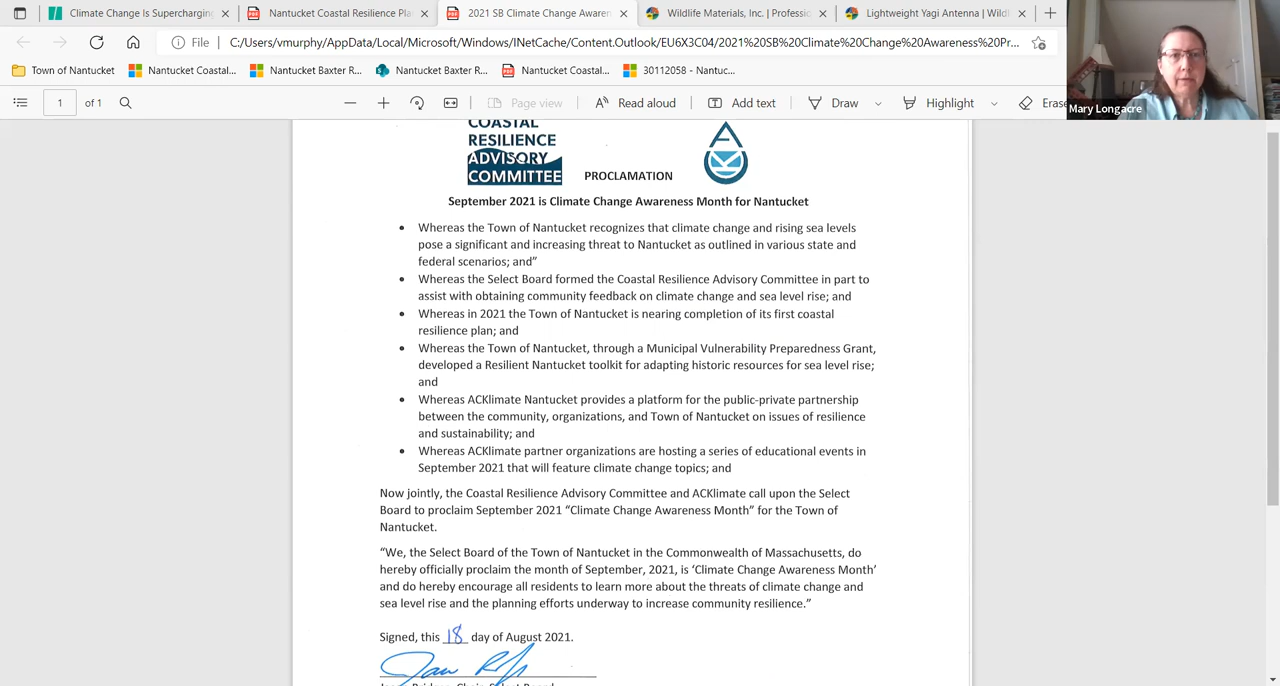 Climate Change Is Supercharging
Nantucket Coastal Resilience Pla
2021 SB Climate Change Awaren
Wildlife Materials, Inc. | Professio
Lightweight Yagi Antenna | Wildl
File
C:/Users/vmurphy/AppData/Local/Microsoft/Windows/INetCache/Content.Outlook/EU6X3C04/2021%20SB%20Climate%20Change%20Awareness%20Pr...
Town of Nantucket
Nantucket Coastal...
Nantucket Baxter R...
Nantucket Baxter R...
Nantucket Coastal...
30112058 - Nantuc...
1 of 1
Page view
Read aloud
Add text
Draw
Highlight
Erase
Mary Longacre
COASTAL
RESILIENCE
ADVISORY
COMMITTEE
PROCLAMATION
September 2021 is Climate Change Awareness Month for Nantucket
• Whereas the Town of Nantucket recognizes that climate change and rising sea levels
pose a significant and increasing threat to Nantucket as outlined in various state and
federal scenarios; and”
• Whereas the Select Board formed the Coastal Resilience Advisory Committee in part to
assist with obtaining community feedback on climate change and sea level rise; and
• Whereas in 2021 the Town of Nantucket is nearing completion of its first coastal
resilience plan; and
• Whereas the Town of Nantucket, through a Municipal Vulnerability Preparedness Grant,
developed a Resilient Nantucket toolkit for adapting historic resources for sea level rise;
and
• Whereas ACKlimate Nantucket provides a platform for the public-private partnership
between the community, organizations, and Town of Nantucket on issues of resilience
and sustainability; and
• Whereas ACKlimate partner organizations are hosting a series of educational events in
September 2021 that will feature climate change topics; and
Now jointly, the Coastal Resilience Advisory Committee and ACKlimate call upon the Select
Board to proclaim September 2021 “Climate Change Awareness Month” for the Town of
Nantucket.
“We, the Select Board of the Town of Nantucket in the Commonwealth of Massachusetts, do
hereby officially proclaim the month of September, 2021, is ‘Climate Change Awareness Month’
and do hereby encourage all residents to learn more about the threats of climate change and
sea level rise and the planning efforts underway to increase community resilience.”
Signed, this 18 day of August 2021.